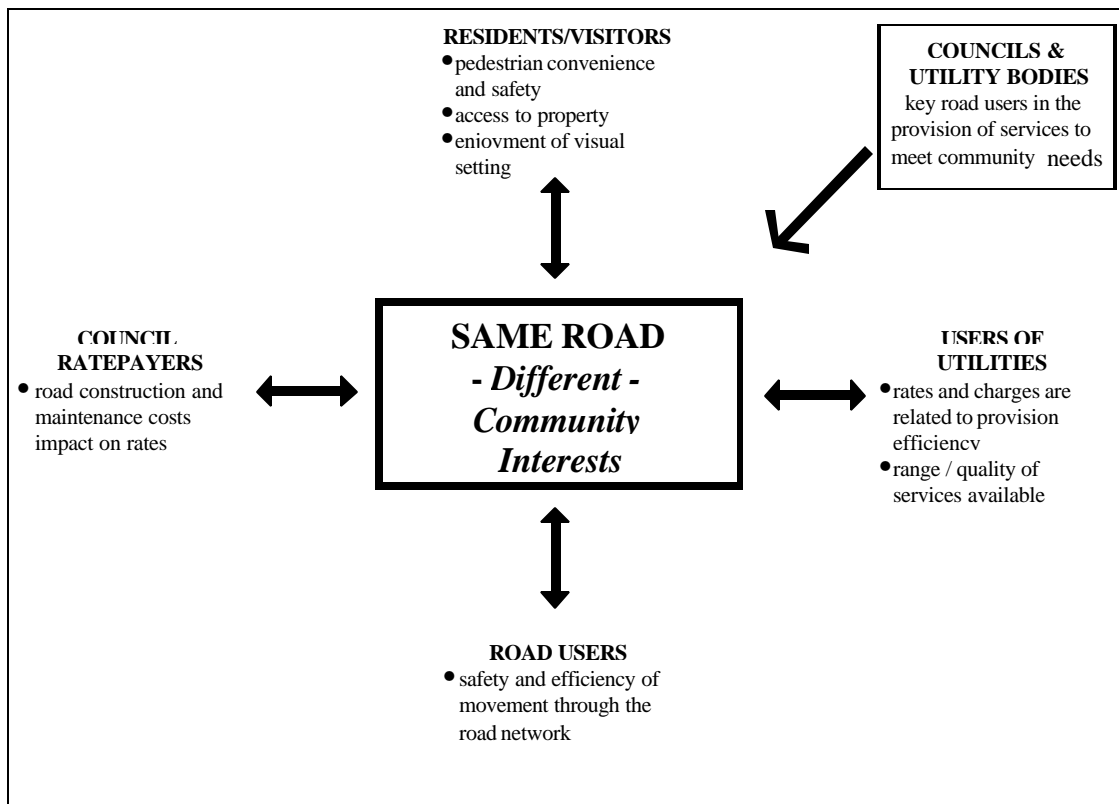 RESIDENTS/VISITORS
• pedestrian convenience
and safety
• access to property
• enjoyment of visual
setting
COUNCILS &
UTILITY BODIES
key road users in the
provision of services to
meet community needs
COUNCIL
RATEPAYERS
• road construction and
maintenance costs
impact on rates
SAME ROAD
- Different -
Community
Interests
USERS OF
UTILITIES
• rates and charges are
related to provision
efficiency
• range / quality of
services available
ROAD USERS
• safety and efficiency of
movement through the
road network